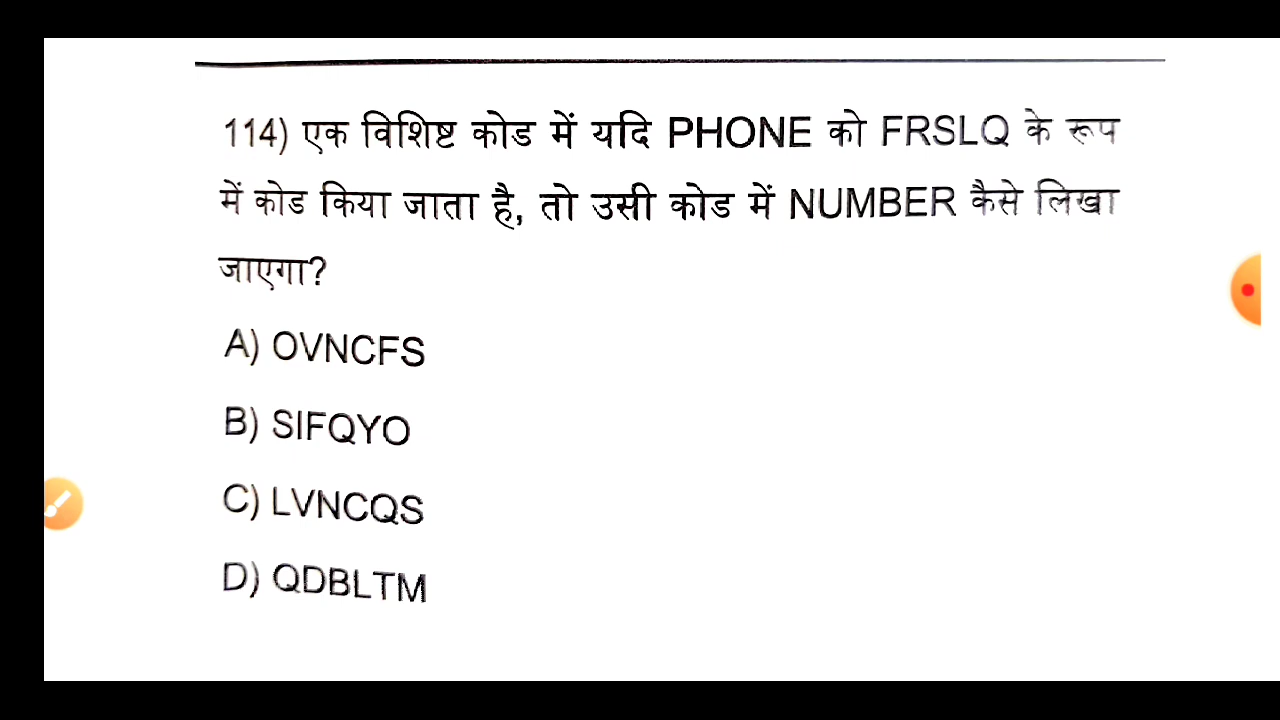 114) एक विशिष्ट कोड में यदि PHONE को FRSLQ के रूप
में कोड किया जाता है, तो उसी कोड में NUMBER कैसे लिखा
जाएगा?
A) OVNCFS
B) SIFQYO
C) LVNCQS
D) QDBLTM